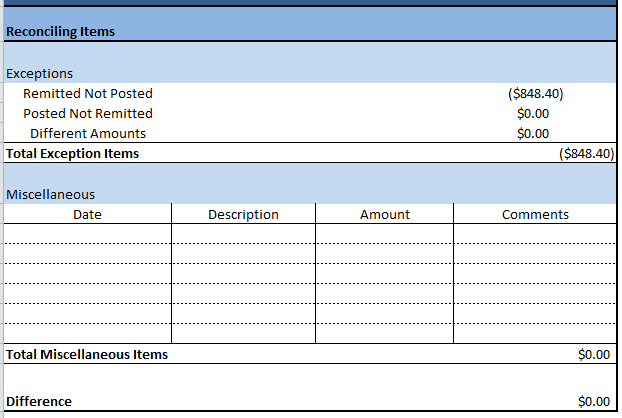 Reconciling Items
Exceptions
Remitted Not Posted ($848.40)
Posted Not Remitted $0.00
Different Amounts $0.00
Total Exception Items ($848.40)
Miscellaneous
Date Description Amount Comments
Total Miscellaneous Items $0.00
Difference $0.00